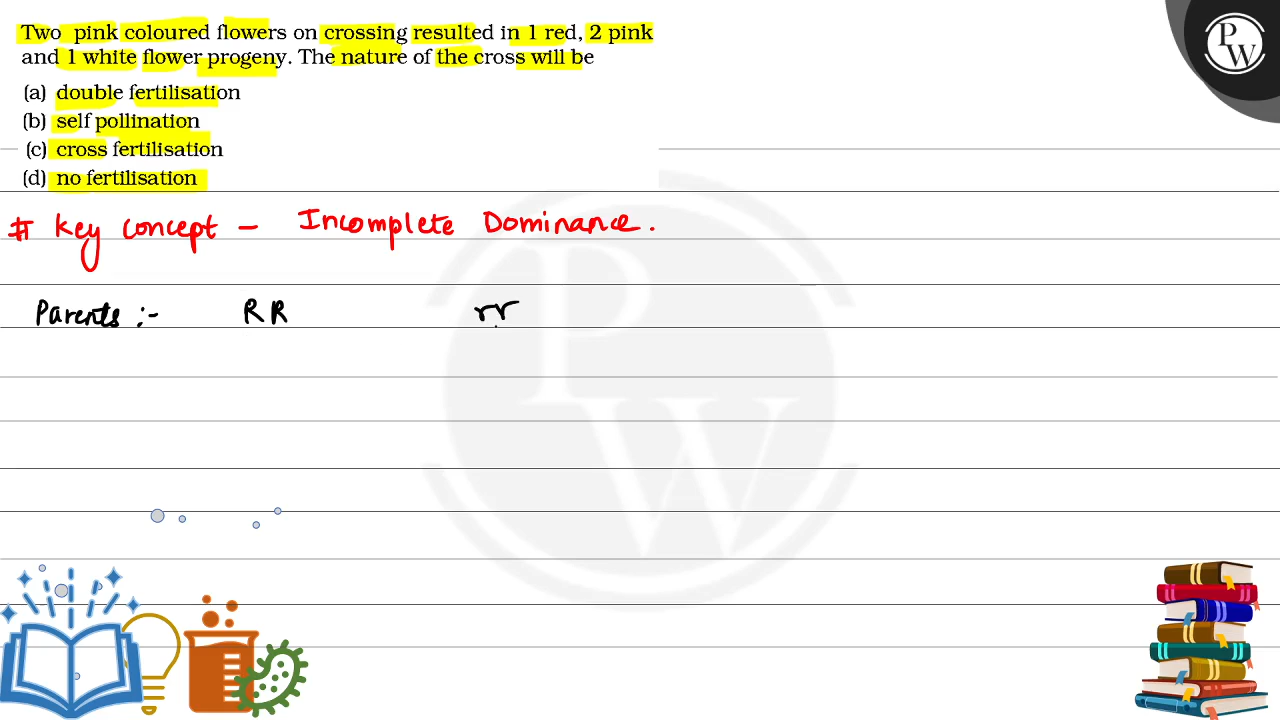 Two pink coloured flowers on crossing resulted in 1 red, 2 pink
and 1 white flower progeny. The nature of the cross will be
(a) double fertilisation
(b) self pollination
(c) cross fertilisation
(d) no fertilisation
# Key concept - Incomplete Dominance.
Parents :- RR rr
PW
PW